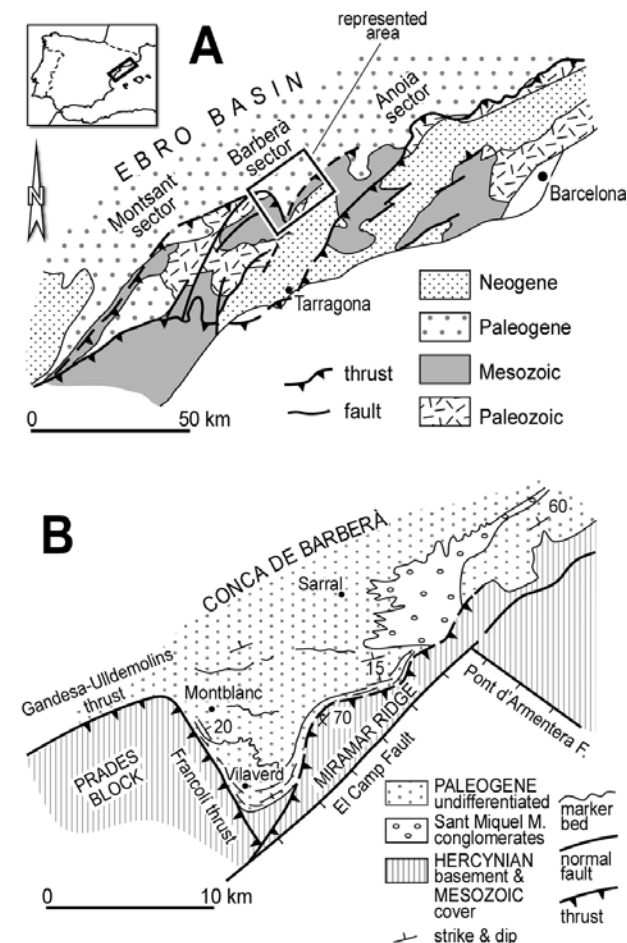 represented
area
A
EBRO BASIN
Montsant
sector
Barberà
sector
Anoia
sector
N
Barcelona
Tarragona
Neogene
Paleogene
Mesozoic
Paleozoic
thrust
fault
0 50 km
B
CONCA DE BARBERÀ
60
Sarral
Gandesa-Ulldemolins
thrust
Montblanc
15
20
70
Vilaverd
PRADES
BLOCK
Francolí thrust
MIRAMAR RIDGE
El Camp Fault
Pont d'Armentera F.
PALEOGENE
undifferentiated
Sant Miquel M.
conglomerates
HERCYNIAN
basement &
MESOZOIC
cover
strike & dip
marker
bed
normal
fault
thrust
0 10 km